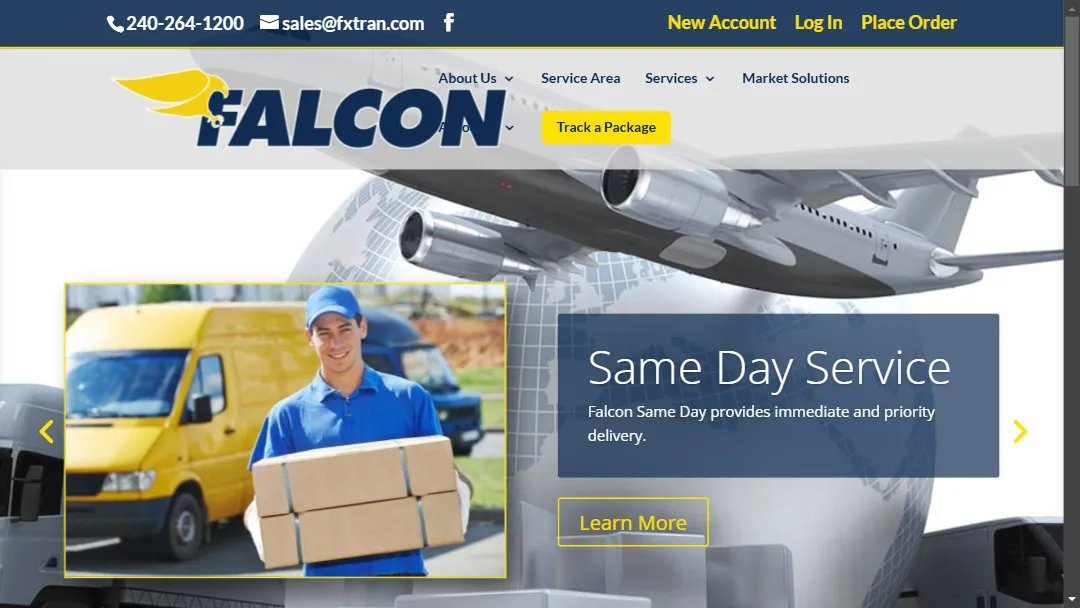 240-264-1200 sales@fxtran.com New Account Log In Place Order
About Us Service Area Services Market Solutions
FALCON
Track a Package
Same Day Service
Falcon Same Day provides immediate and priority
delivery.
Learn More